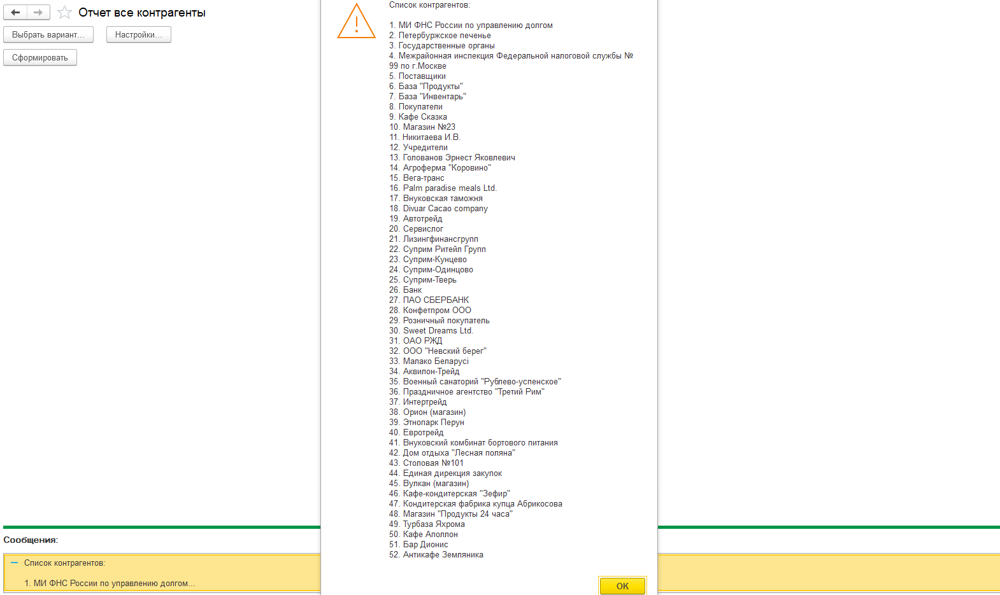 Отчет все контрагенты
Выбрать вариант...
Настройки...
Сформировать
Список контрагентов:
1. МИ ФНС России по управлению долгом
2. Петербуржское печенье
3. Государственные органы
4. Межрайонная инспекция Федеральной налоговой службы №
99 по г.Москве
5. Поставщики
6. База "Продукты"
7. База "Инвентарь"
8. Покупатели
9. Кафе Сказка
10. Магазин №23
11. Никитаева И.В.
12. Учредители
13. Голованов Эрнест Яковлевич
14. Агроферма "Коровино"
15. Вега-транс
16. Palm paradise meals Ltd.
17. Внуковская таможня
18. Divuar Cacao company
19. Автотрейд
20. Сервислог
21. Лизингфинансгрупп
22. Суприм Ритейл Групп
23. Суприм-Кунцево
24. Суприм-Одинцово
25. Суприм-Тверь
26. Банк
27. ПАО СБЕРБАНК
28. Конфетпром ООО
29. Розничный покупатель
30. Sweet Dreams Ltd.
31. ОАО РЖД
32. ООО "Невский берег"
33. Малако Беларусi
34. Аквилон-Трейд
35. Военный санаторий "Рублево-успенское"
36. Праздничное агентство "Третий Рим"
37. Интертрейд
38. Орион (магазин)
39. Этнопарк Перун
40. Евротрейд
41. Внуковский комбинат бортового питания
42. Дом отдыха "Лесная поляна"
43. Столовая №101
44. Единая дирекция закупок
45. Вулкан (магазин)
46. Кафе-кондитерская "Зефир"
47. Кондитерская фабрика купца Абрикосова
48. Магазин "Продукты 24 часа"
49. Турбаза Яхрома
50. Кафе Аполлон
51. Бар Дионис
52. Антикафе Земляника
ОК
Сообщения:
Список контрагентов:
1. МИ ФНС России по управлению долгом...